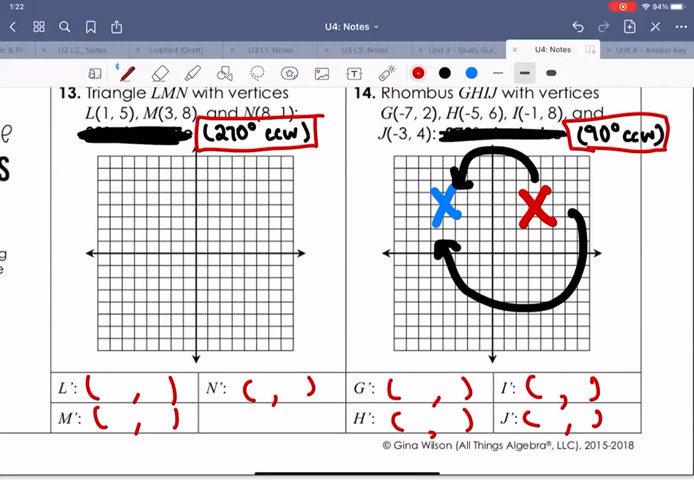 1:22
94%
U4: Notes
U2 L2_ Notes
Untitled (Draft)
U3 L1. Notes
U3 L2. Notes
Unit 3 - Study Gui...
U4: Notes
Unit 4 - Answer Key
13. Triangle LMN with vertices
L(1, 5), M(3, 8), and N(8, 1):
(270° ccw)
14. Rhombus GHIJ with vertices
G(-7, 2), H(-5, 6), I(-1, 8), and
J(-3, 4):
(90° ccw)
L': ( , ) N': ( , )
M': ( , )
G': ( , ) I': ( , )
H': ( , ) J': ( , )
© Gina Wilson (All Things Algebra®, LLC), 2015-2018